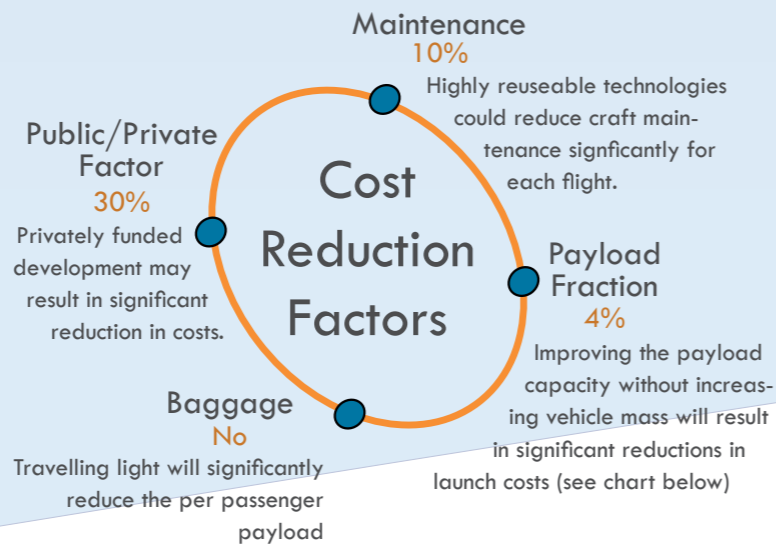 Maintenance
10%
Highly reuseable technologies
could reduce craft main-
tenance signficantly for
each flight.
Public/Private
Factor
30%
Privately funded
development may
result in significant
reduction in costs.
Cost
Reduction
Factors
Payload
Fraction
4%
Improving the payload
capacity without increas-
ing vehicle mass will result
in significant reductions in
launch costs (see chart below)
Baggage
No
Travelling light will significantly
reduce the per passenger
payload